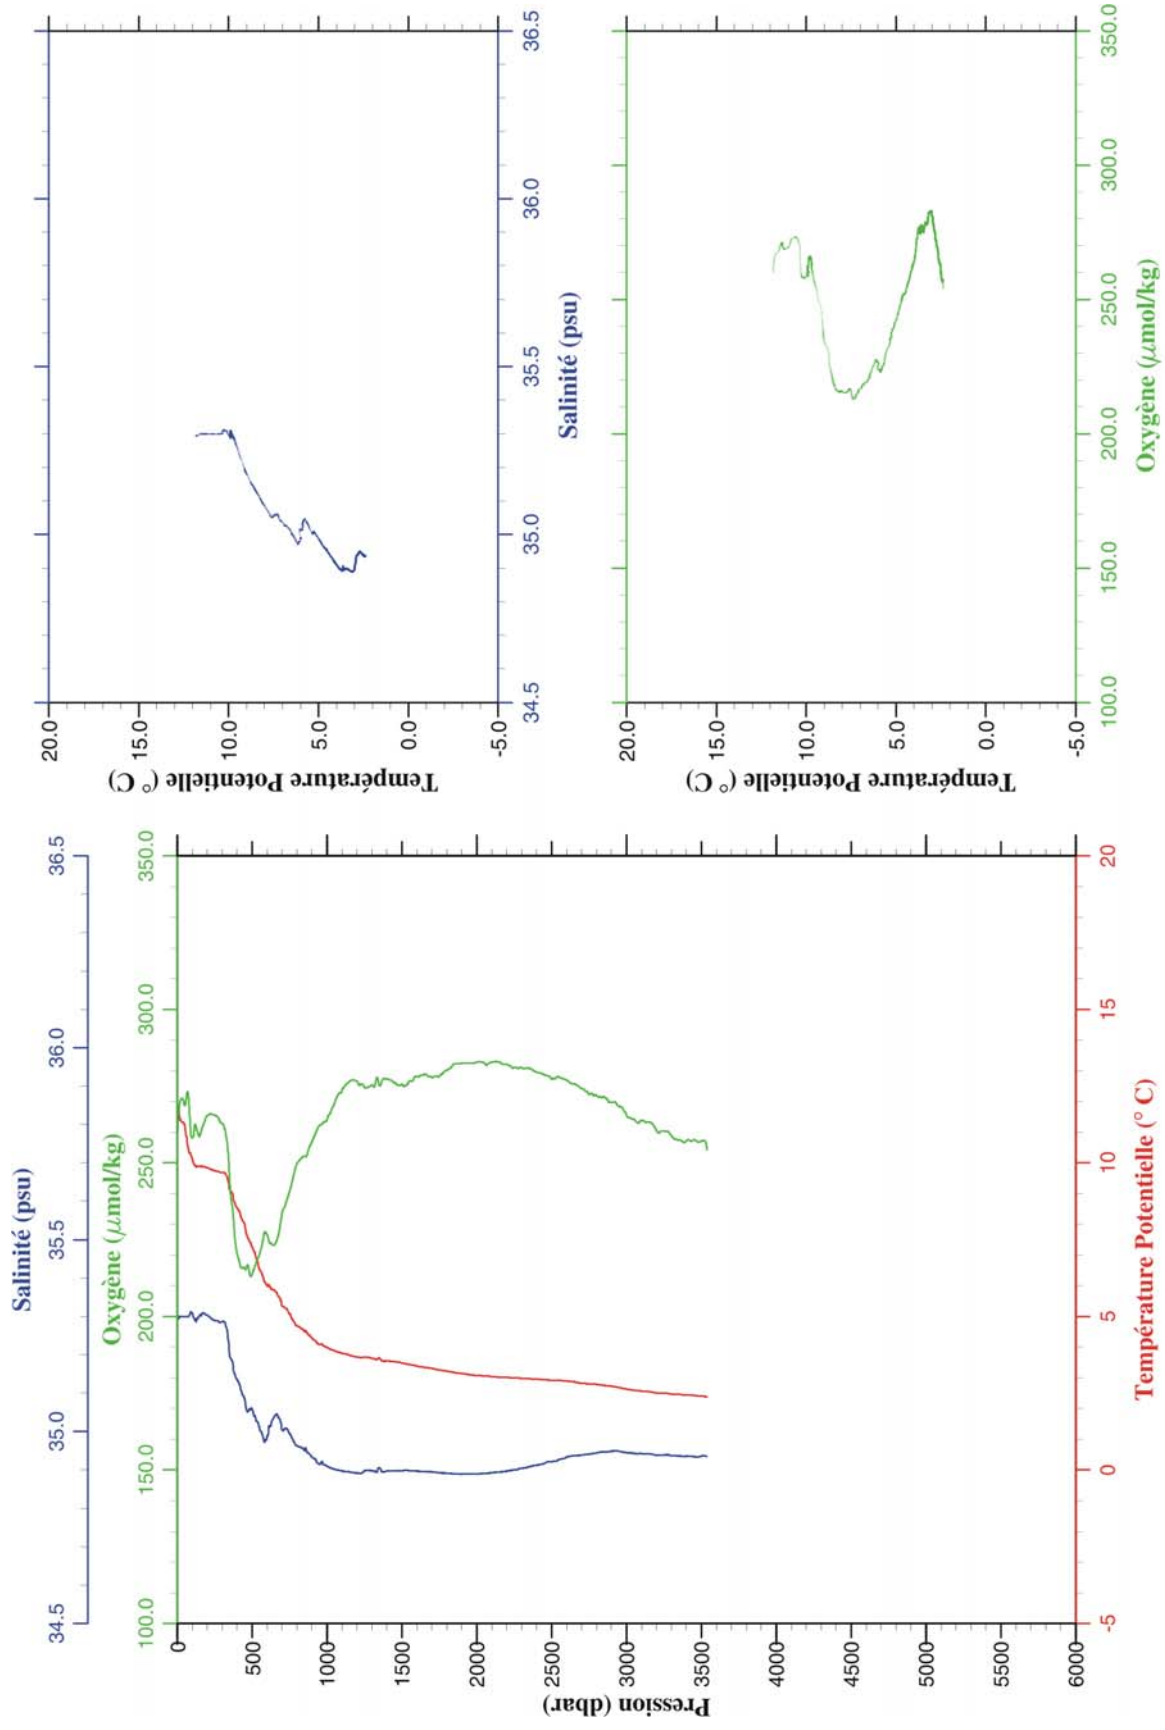 Salinité (psu)
34.5 35.0 35.5 36.0 36.5
Oxygène (μmol/kg)
100.0 150.0 200.0 250.0 300.0 350.0
Pression (dbar)
0
500
1000
1500
2000
2500
3000
3500
4000
4500
5000
5500
6000
-5 0 5 10 15 20
Température Potentielle (° C)
Température Potentielle (° C)
20.0
15.0
10.0
5.0
0.0
-5.0
34.5 35.0 35.5 36.0 36.5
Salinité (psu)
Température Potentielle (° C)
20.0
15.0
10.0
5.0
0.0
-5.0
100.0 150.0 200.0 250.0 300.0 350.0
Oxygène (μmol/kg)